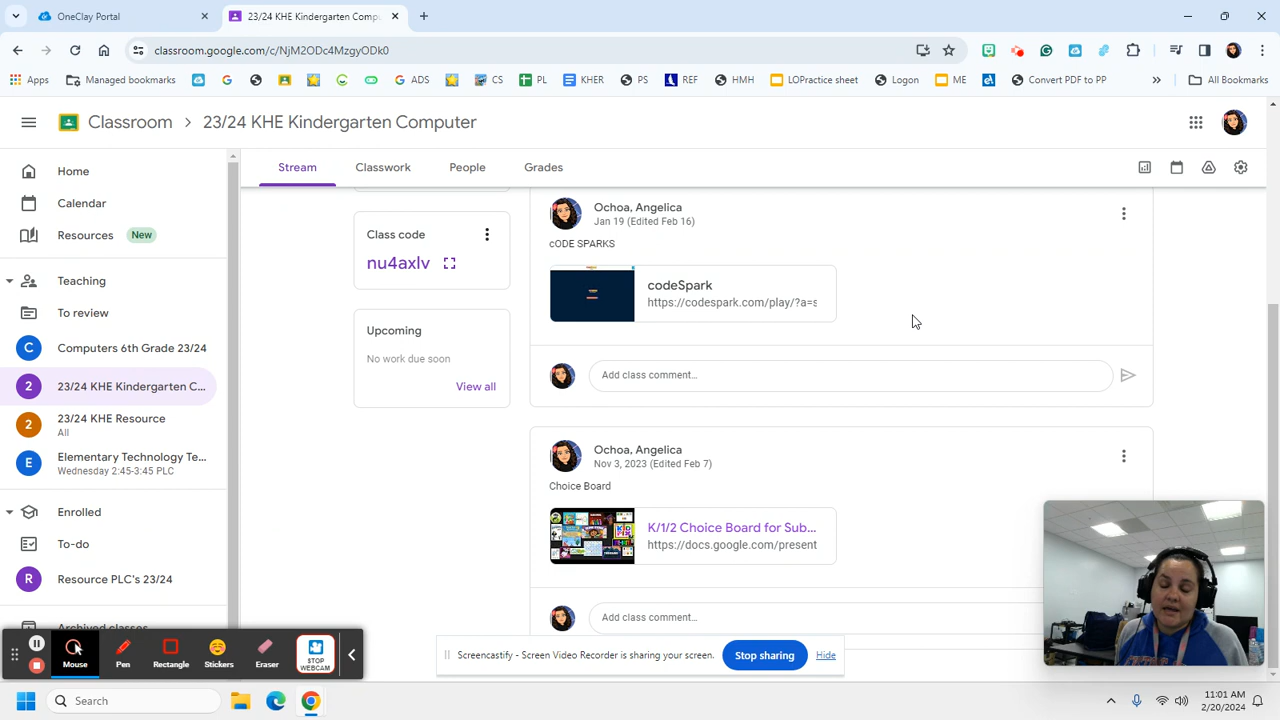 OneClay Portal
23/24 KHE Kindergarten Compu
classroom.google.com/c/NjM2ODc4MzgyODk0
Apps
Managed bookmarks
ADS
CS
PL
KHER
PS
REF
HMH
LOPractice sheet
Logon
ME
Convert PDF to PP
All Bookmarks
Classroom
23/24 KHE Kindergarten Computer
Home
Calendar
Resources New
Teaching
To review
C Computers 6th Grade 23/24
2 23/24 KHE Kindergarten C...
2 23/24 KHE Resource
All
E Elementary Technology Te...
Wednesday 2:45-3:45 PLC
Enrolled
To-do
R Resource PLC's 23/24
Archived classes
Stream
Classwork
People
Grades
Class code
nu4axlv
Upcoming
No work due soon
View all
Ochoa, Angelica
Jan 19 (Edited Feb 16)
cODE SPARKS
codeSpark
https://codespark.com/play/?a=s
Add class comment...
Ochoa, Angelica
Nov 3, 2023 (Edited Feb 7)
Choice Board
K/1/2 Choice Board for Sub...
https://docs.google.com/present
Add class comment...
Mouse
Pen
Rectangle
Stickers
Eraser
STOP
WEBCAM
Screencastify - Screen Video Recorder is sharing your screen.
Stop sharing
Hide
Search
11:01 AM
2/20/2024